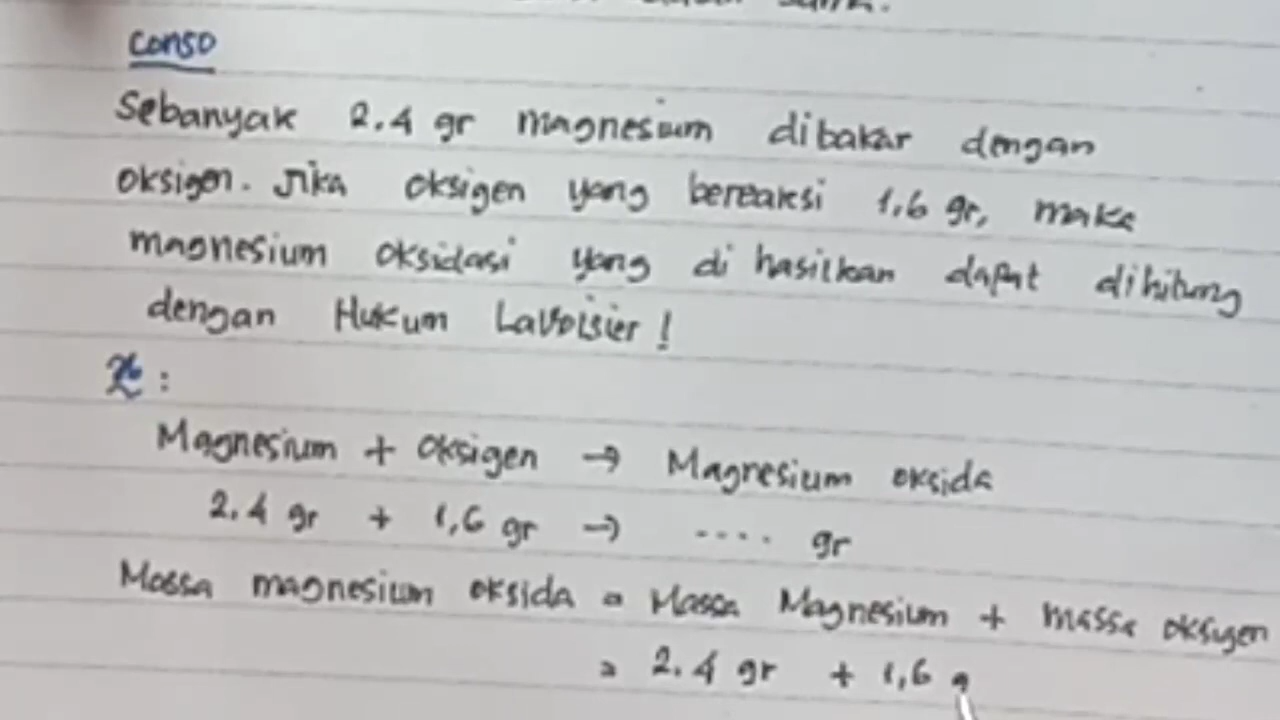 conso
Sebanyak 2.4 gr magnesium dibakar dengan
oksigen. Jika oksigen yang bereaksi 1,6 gr, maka
magnesium oksidasi yang di hasilkan dapat dihitung
dengan Hukum Lavoisier !
Magnesium + Oksigen → Magnesium oksida
2.4 gr + 1,6 gr → .... gr
Massa magnesium oksida = Massa Magnesium + massa oksigen
= 2.4 gr + 1,6 g